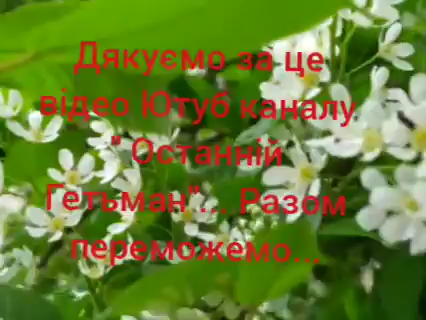 Дякуємо за це
відео Ютуб каналу
" Останній
Гетьман"... Разом
переможемо...